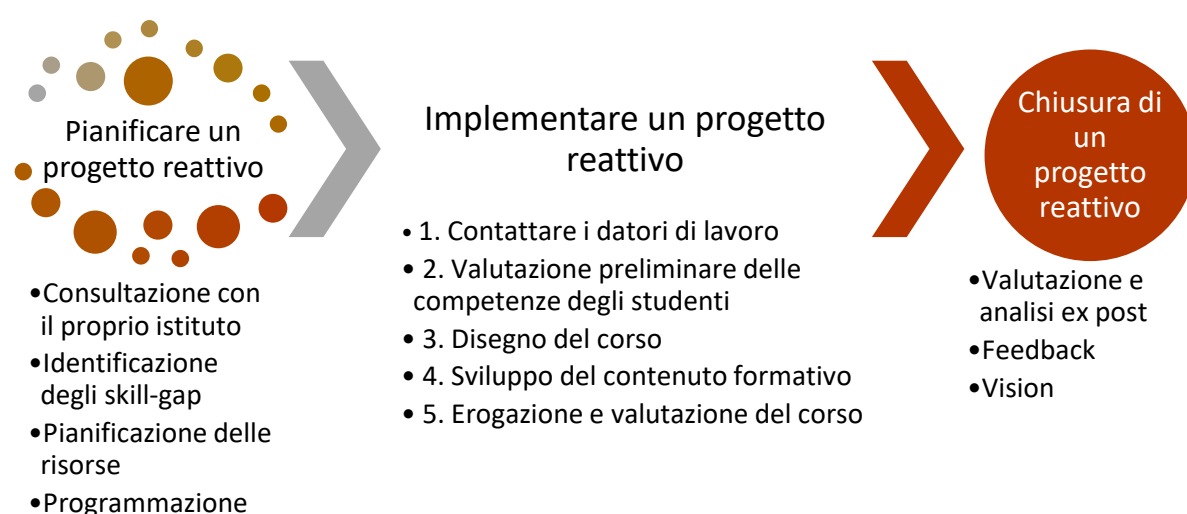 Pianificare un
progetto reattivo
•Consultazione con
il proprio istituto
•Identificazione
degli skill-gap
•Pianificazione delle
risorse
•Programmazione
Implementare un progetto
reattivo
• 1. Contattare i datori di lavoro
• 2. Valutazione preliminare delle
competenze degli studenti
• 3. Disegno del corso
• 4. Sviluppo del contenuto formativo
• 5. Erogazione e valutazione del corso
Chiusura di
un
progetto
reattivo
•Valutazione e
analisi ex post
•Feedback
•Vision